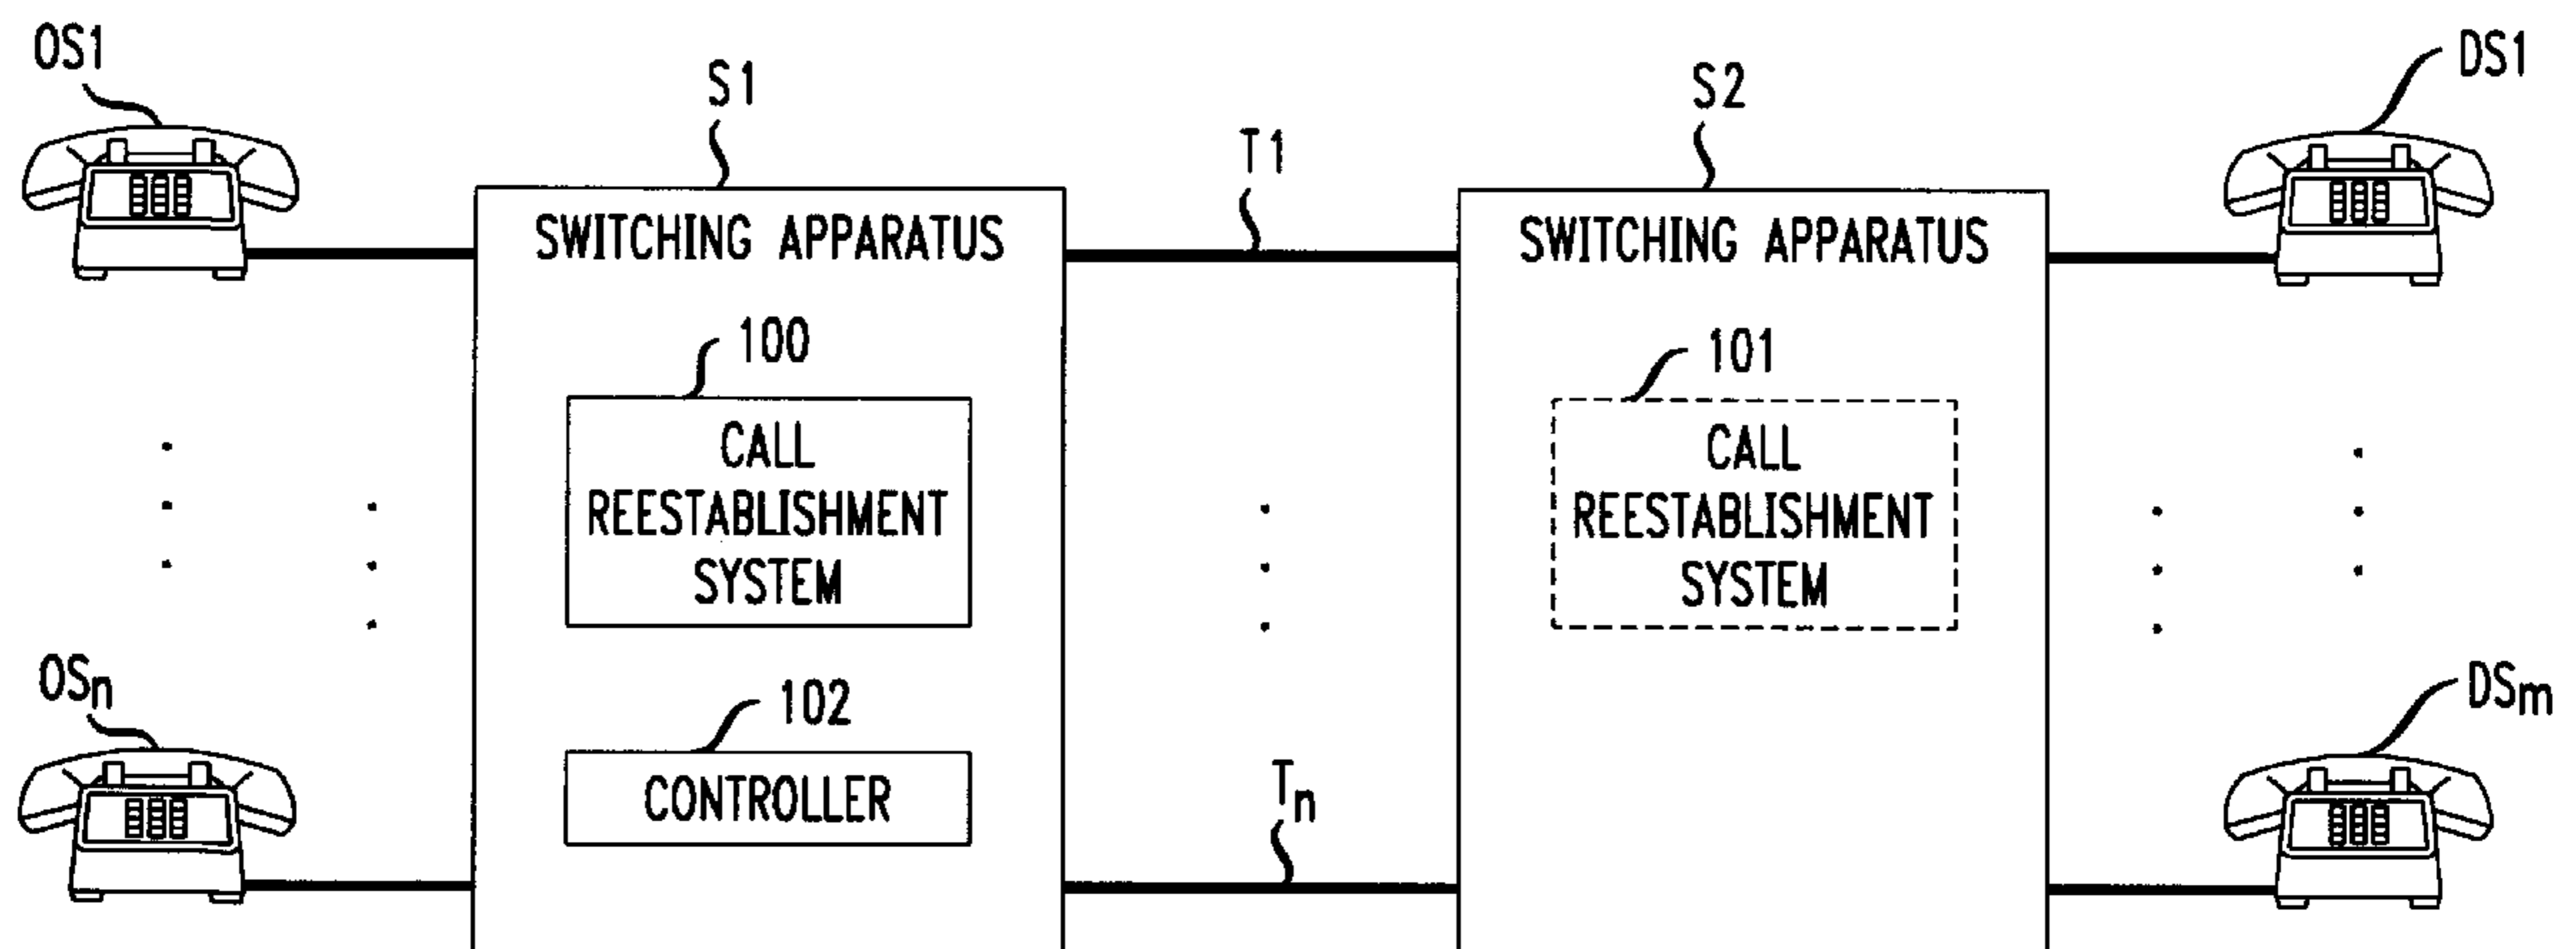 OS1
S1
S2
DS1
T1
SWITCHING APPARATUS
SWITCHING APPARATUS
100
CALL
REESTABLISHMENT
SYSTEM
101
CALL
REESTABLISHMENT
SYSTEM
OSn
102
CONTROLLER
Tn
DSm